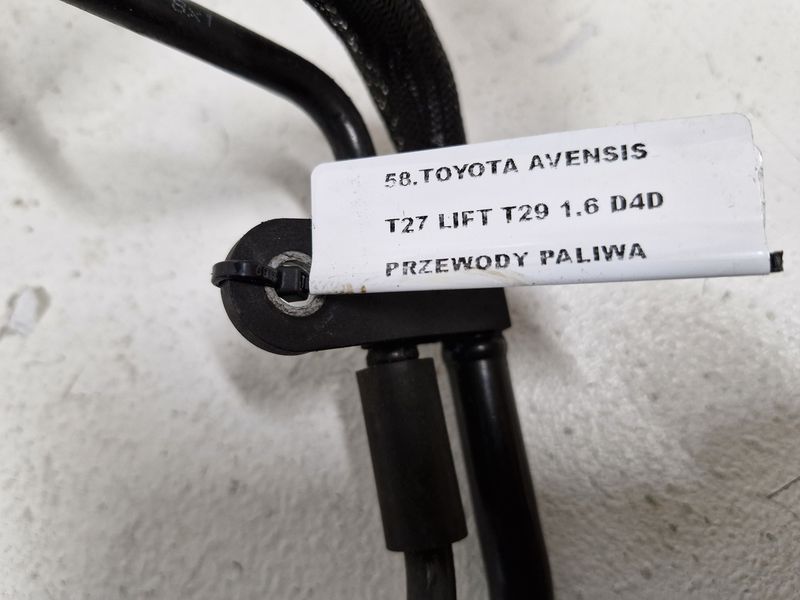 58.TOYOTA AVENSIS
T27 LIFT T29 1.6 D4D
PRZEWODY PALIWA